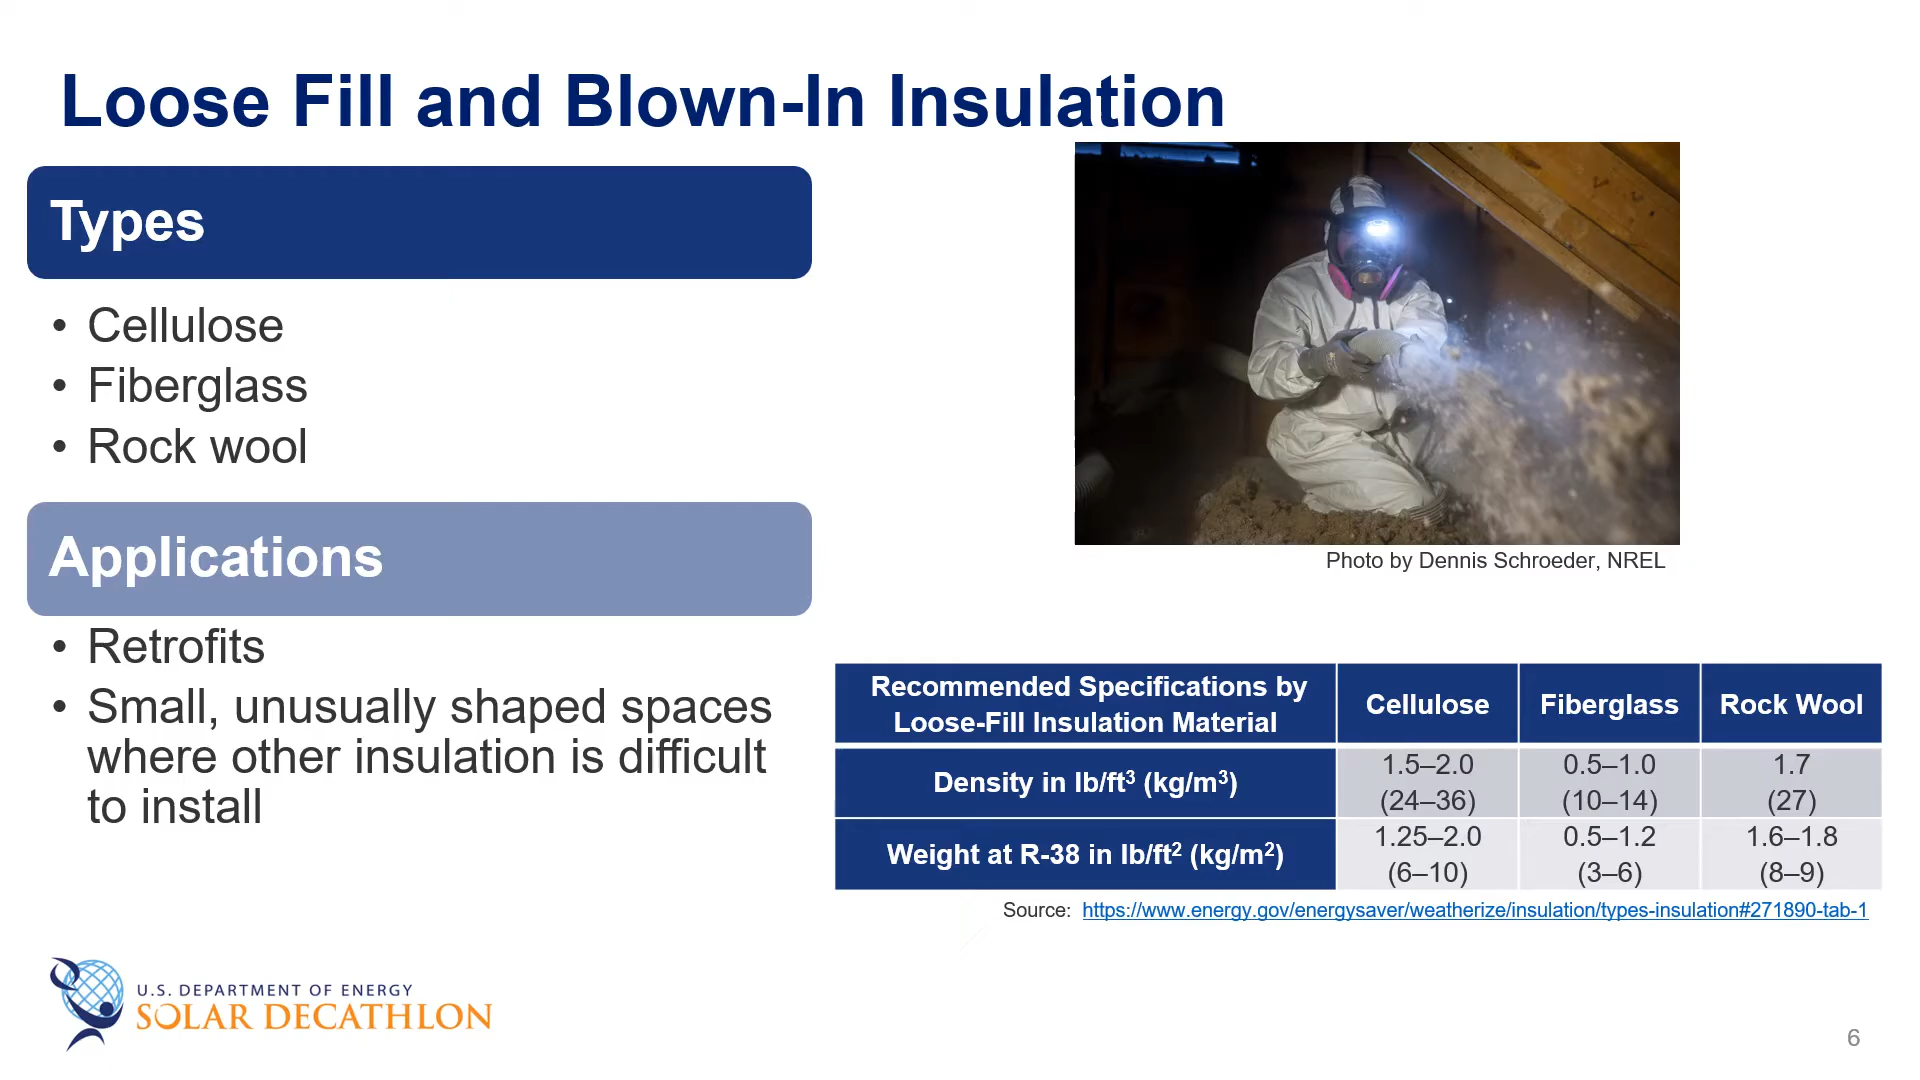 Loose Fill and Blown-In Insulation
Types
• Cellulose
• Fiberglass
• Rock wool
Applications
• Retrofits
• Small, unusually shaped spaces
where other insulation is difficult
to install
Photo by Dennis Schroeder, NREL
Recommended Specifications by
Loose-Fill Insulation Material
Cellulose
Fiberglass
Rock Wool
Density in lb/ft³ (kg/m³)
1.5–2.0
(24–36)
0.5–1.0
(10–14)
1.7
(27)
Weight at R-38 in lb/ft² (kg/m²)
1.25–2.0
(6–10)
0.5–1.2
(3–6)
1.6–1.8
(8–9)
Source: https://www.energy.gov/energysaver/weatherize/insulation/types-insulation#271890-tab-1
U.S. DEPARTMENT OF ENERGY
SOLAR DECATHLON
6